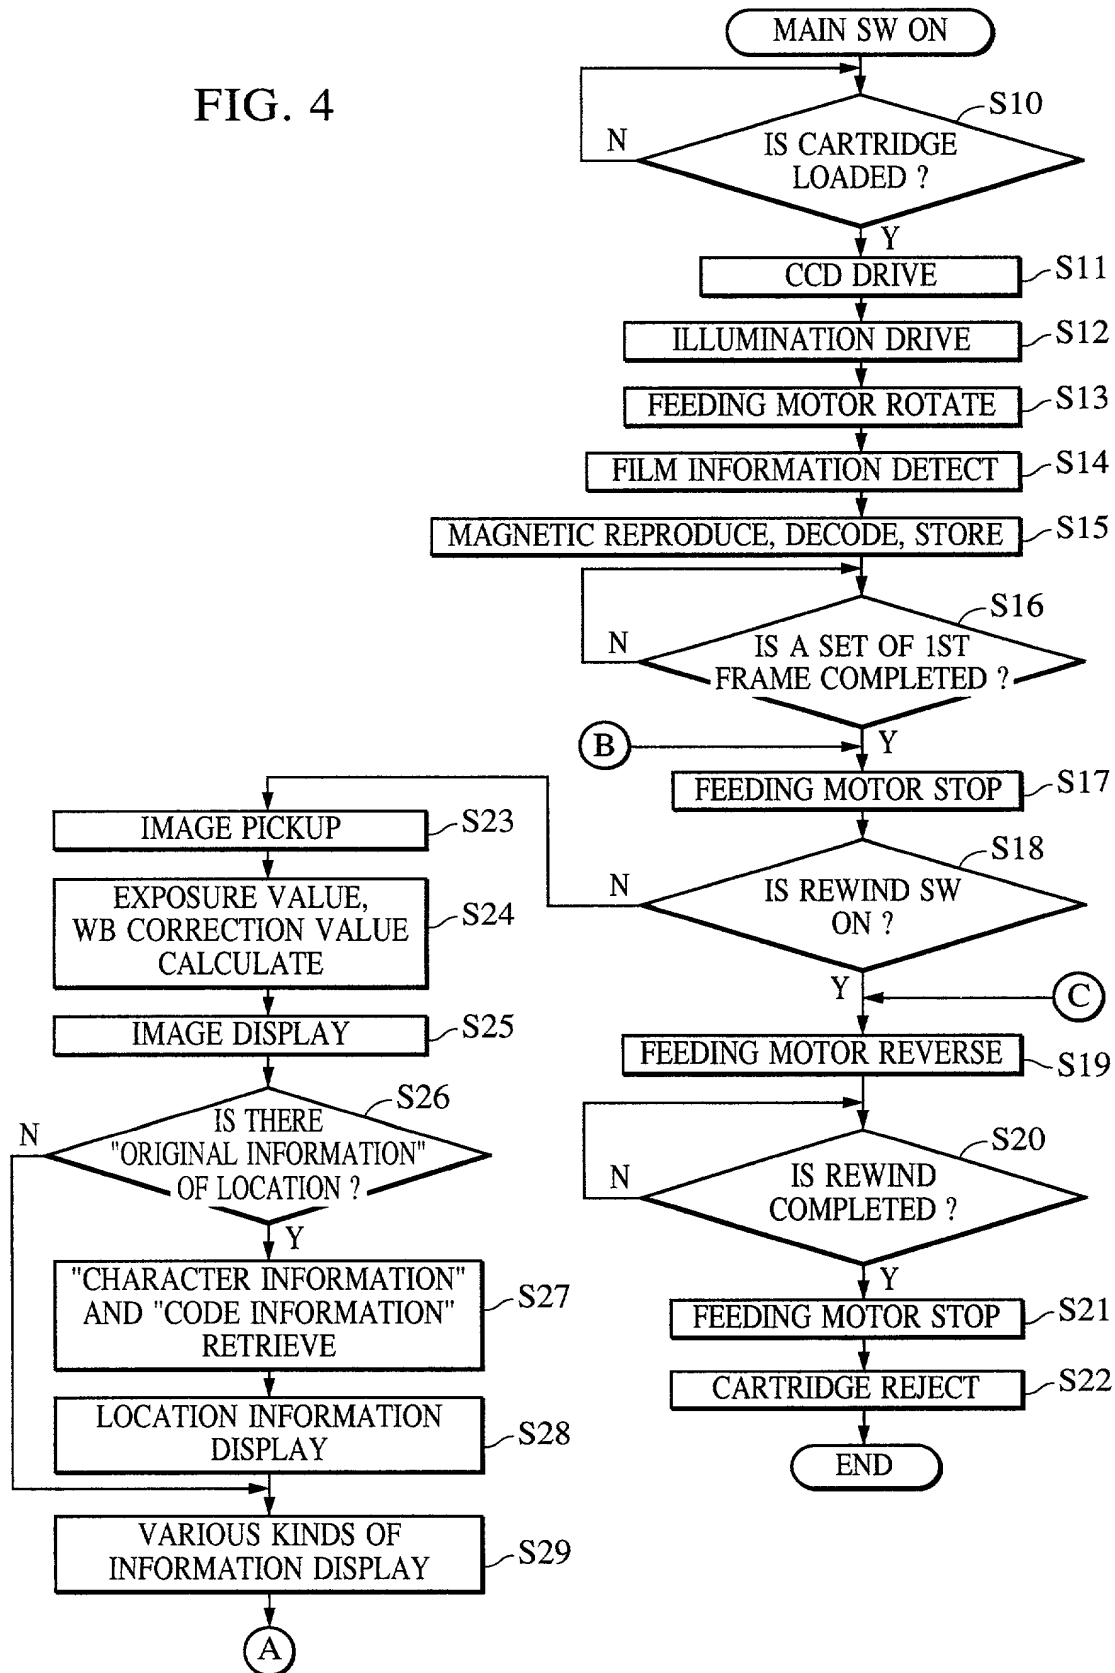 FIG. 4
MAIN SW ON
S10
IS CARTRIDGE
LOADED ?
N
Y
CCD DRIVE
S11
ILLUMINATION DRIVE
S12
FEEDING MOTOR ROTATE
S13
FILM INFORMATION DETECT
S14
MAGNETIC REPRODUCE, DECODE, STORE
S15
S16
IS A SET OF 1ST
FRAME COMPLETED ?
N
Y
B
FEEDING MOTOR STOP
S17
S18
IS REWIND SW
ON ?
N
Y
C
FEEDING MOTOR REVERSE
S19
S20
IS REWIND
COMPLETED ?
N
Y
FEEDING MOTOR STOP
S21
CARTRIDGE REJECT
S22
END
IMAGE PICKUP
S23
EXPOSURE VALUE,
WB CORRECTION VALUE
CALCULATE
S24
IMAGE DISPLAY
S25
S26
IS THERE
"ORIGINAL INFORMATION"
OF LOCATION ?
N
Y
"CHARACTER INFORMATION"
AND "CODE INFORMATION"
RETRIEVE
S27
LOCATION INFORMATION
DISPLAY
S28
VARIOUS KINDS OF
INFORMATION DISPLAY
S29
A